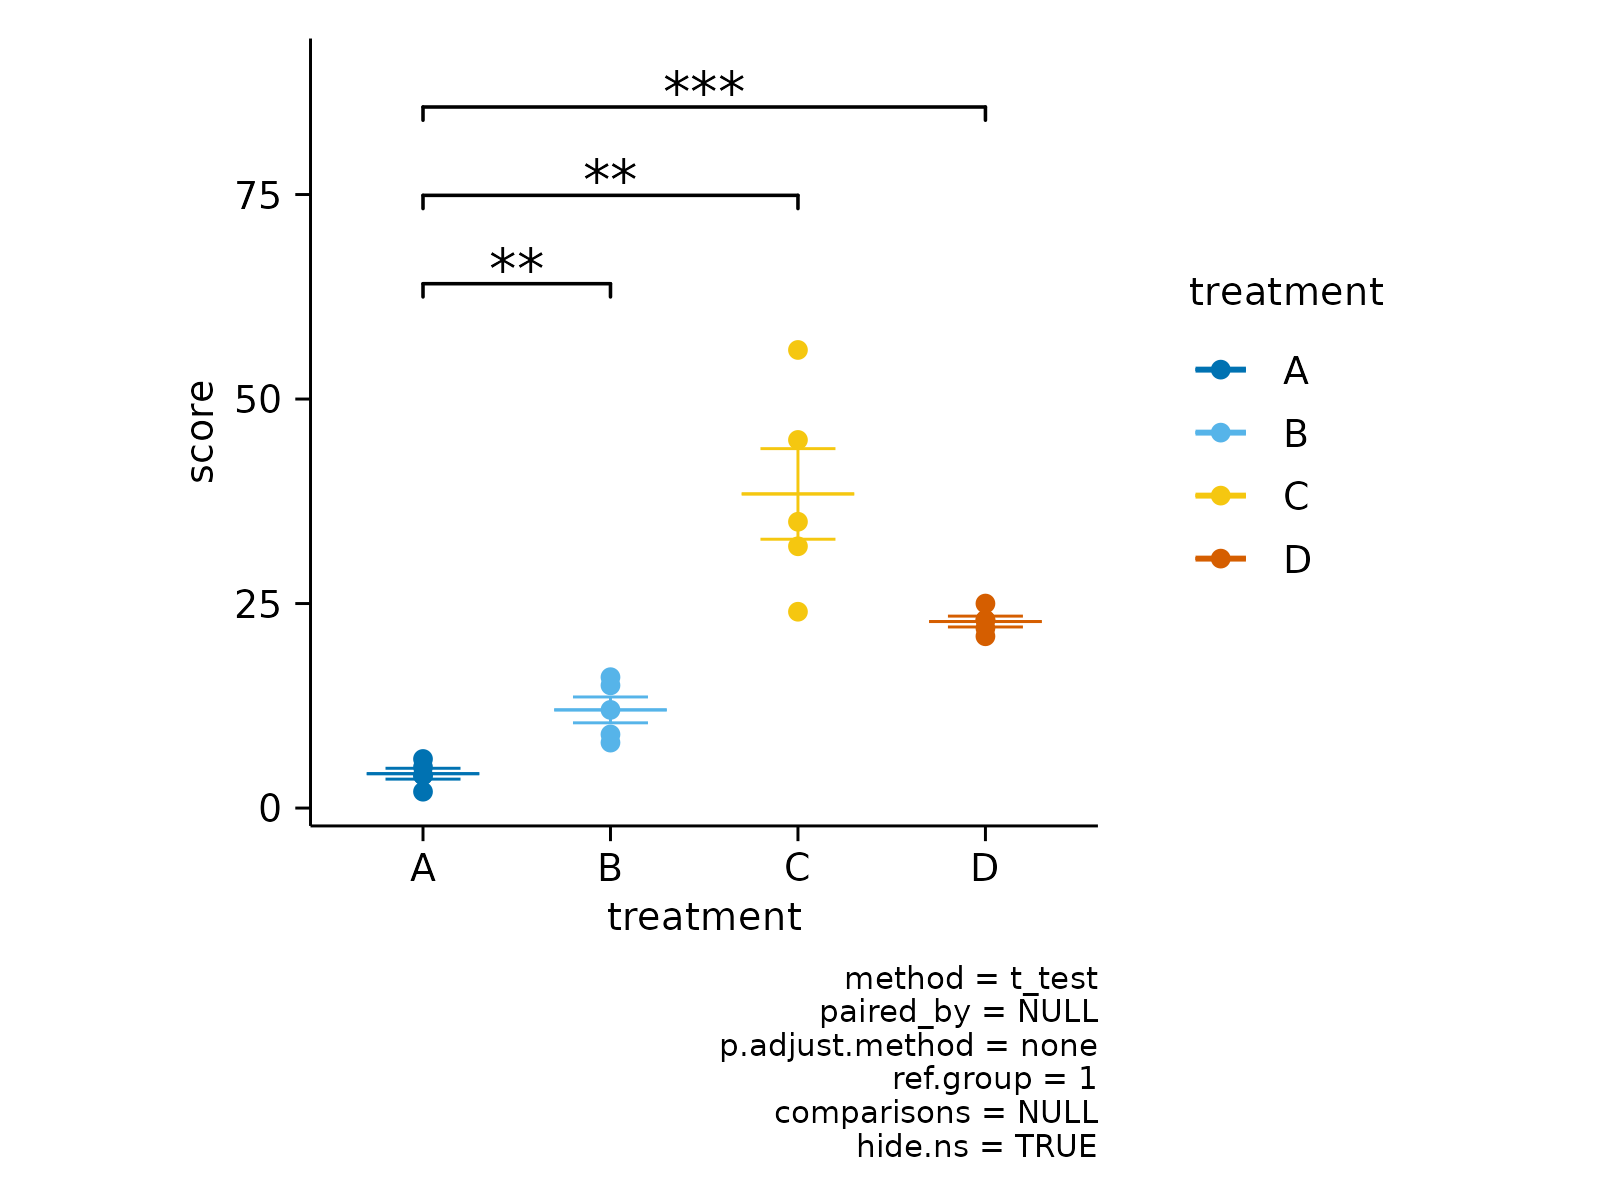 ***
**
**
75
50
25
0
score
A B C D
treatment
treatment
A
B
C
D
method = t_test
paired_by = NULL
p.adjust.method = none
ref.group = 1
comparisons = NULL
hide.ns = TRUE